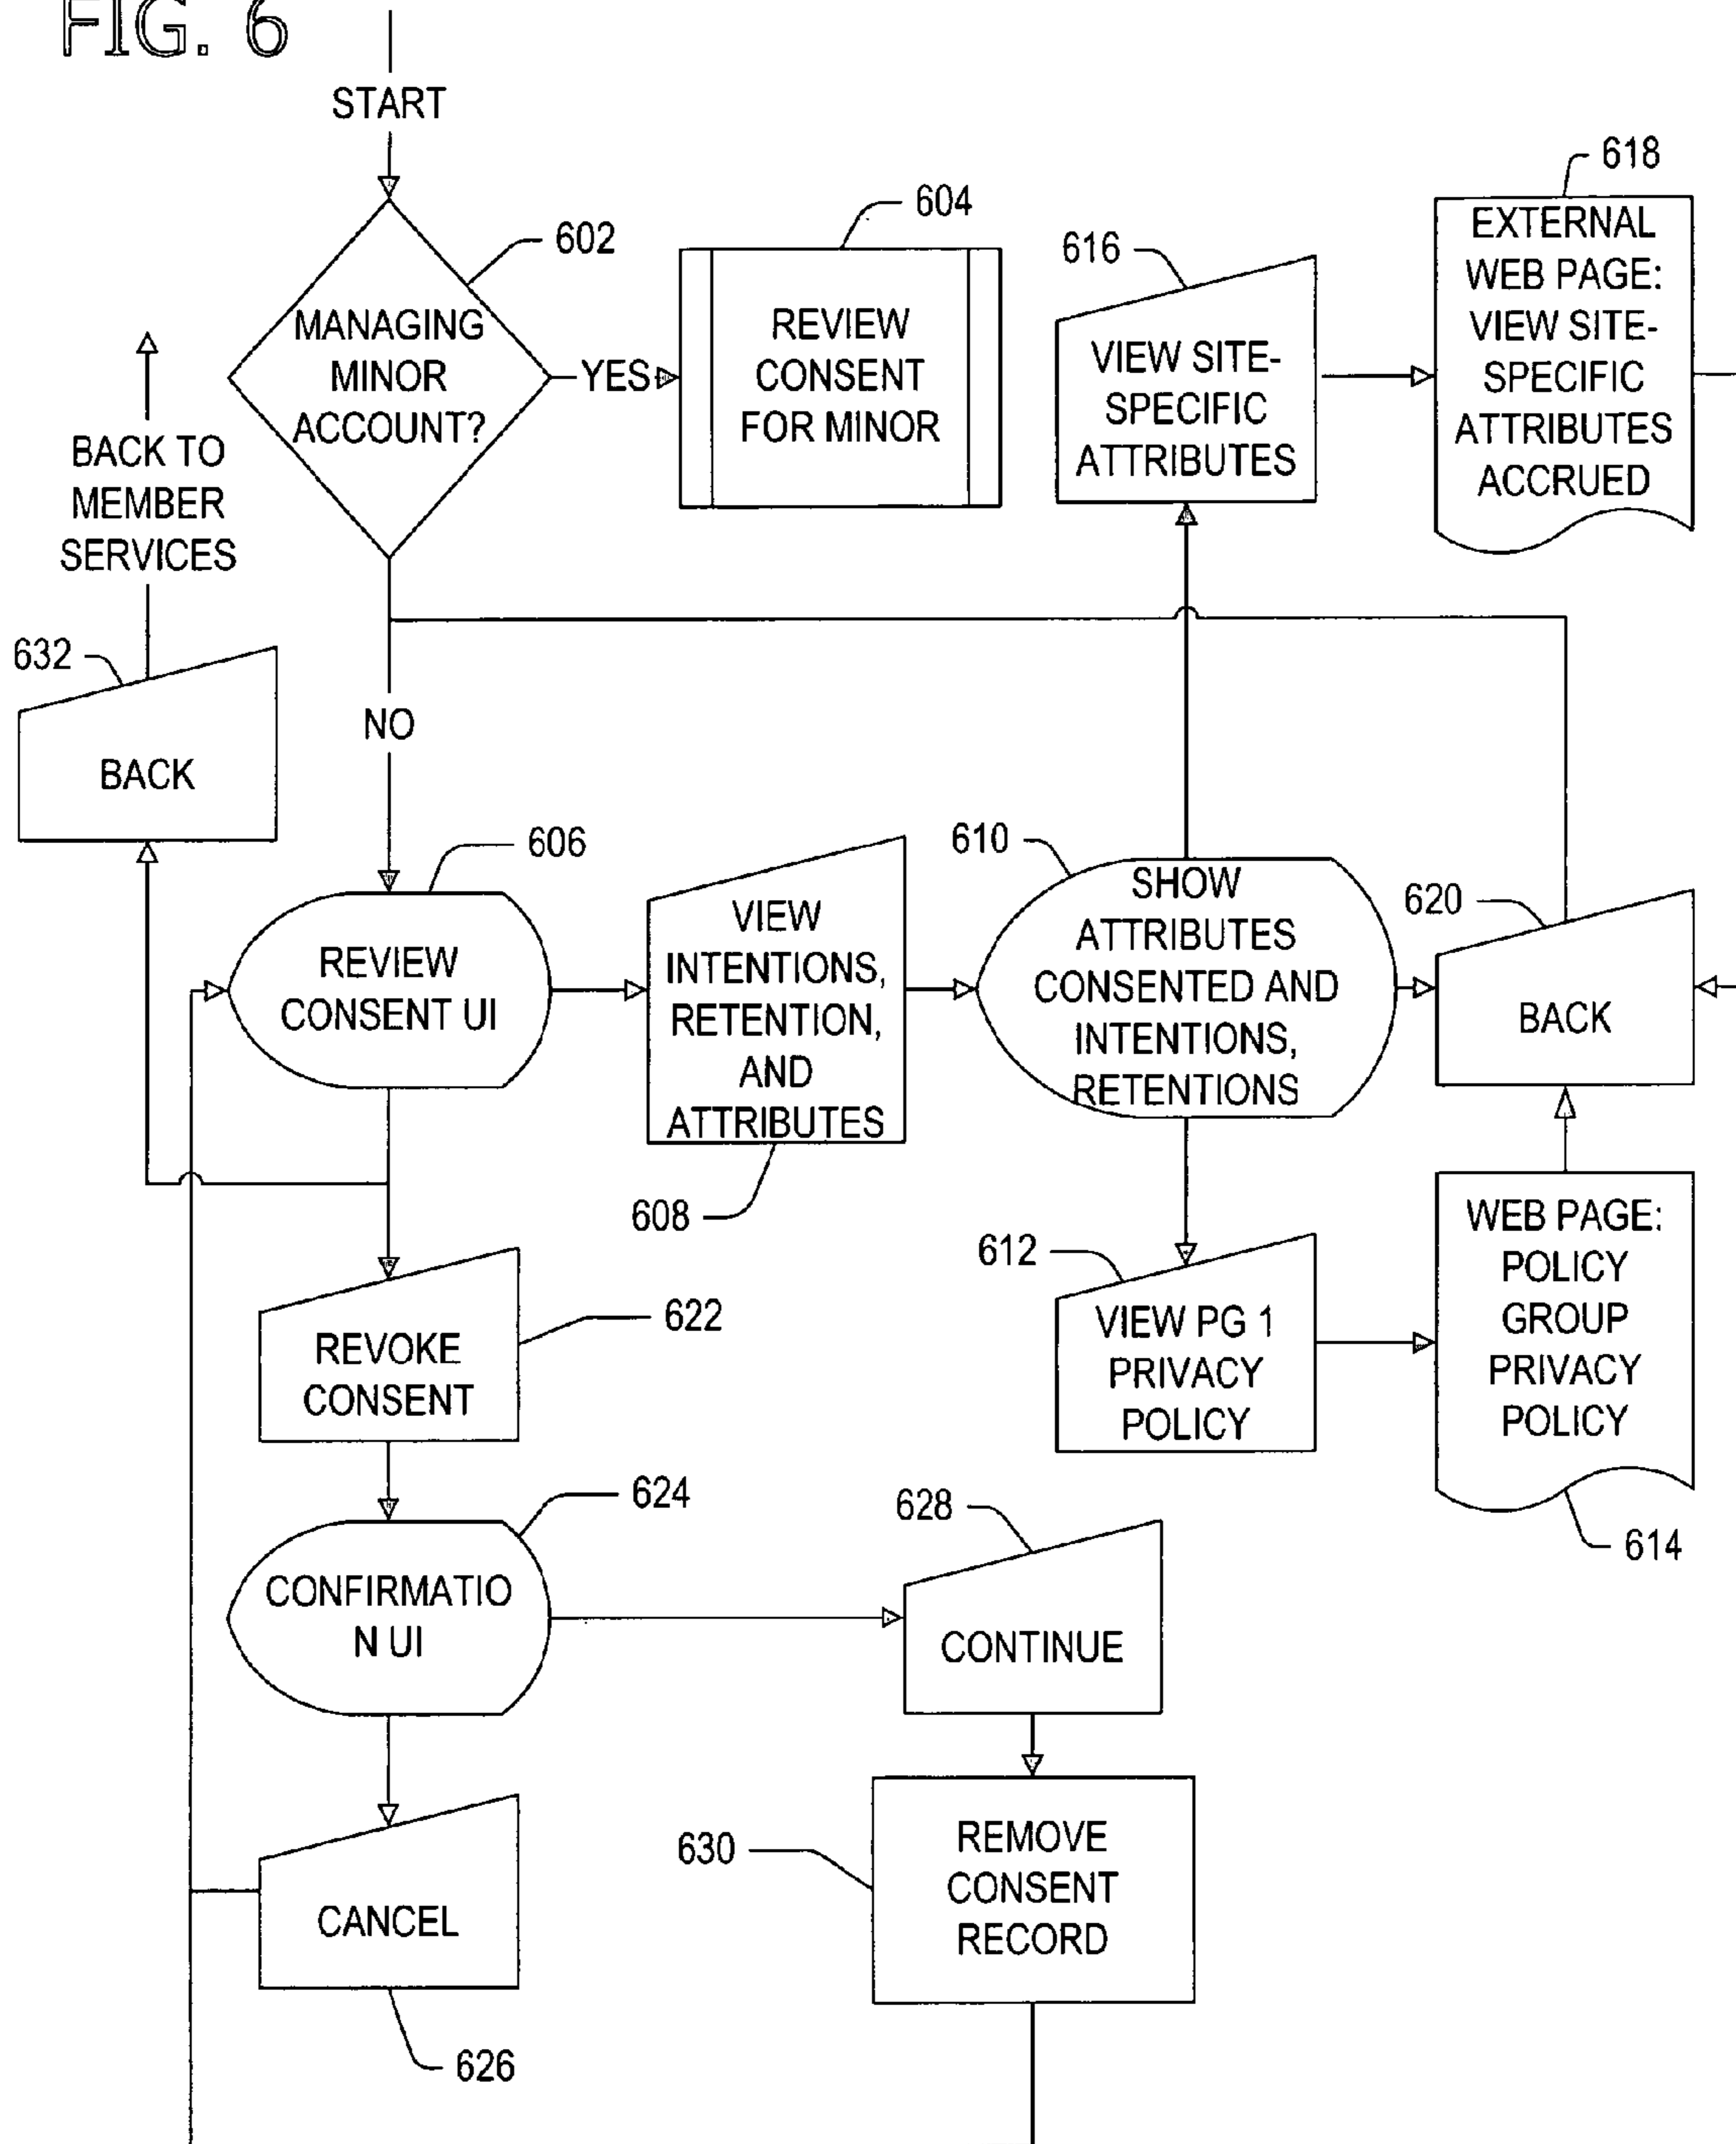 FIG. 6
START
602
MANAGING
MINOR
ACCOUNT?
YES
604
REVIEW
CONSENT
FOR MINOR
616
VIEW SITE-
SPECIFIC
ATTRIBUTES
618
EXTERNAL
WEB PAGE:
VIEW SITE-
SPECIFIC
ATTRIBUTES
ACCRUED
BACK TO
MEMBER
SERVICES
632
BACK
NO
606
REVIEW
CONSENT UI
VIEW
INTENTIONS,
RETENTION,
AND
ATTRIBUTES
608
610
SHOW
ATTRIBUTES
CONSENTED AND
INTENTIONS,
RETENTIONS
620
BACK
612
VIEW PG 1
PRIVACY
POLICY
WEB PAGE:
POLICY
GROUP
PRIVACY
POLICY
614
622
REVOKE
CONSENT
624
CONFIRMATIO
N UI
628
CONTINUE
630
REMOVE
CONSENT
RECORD
CANCEL
626